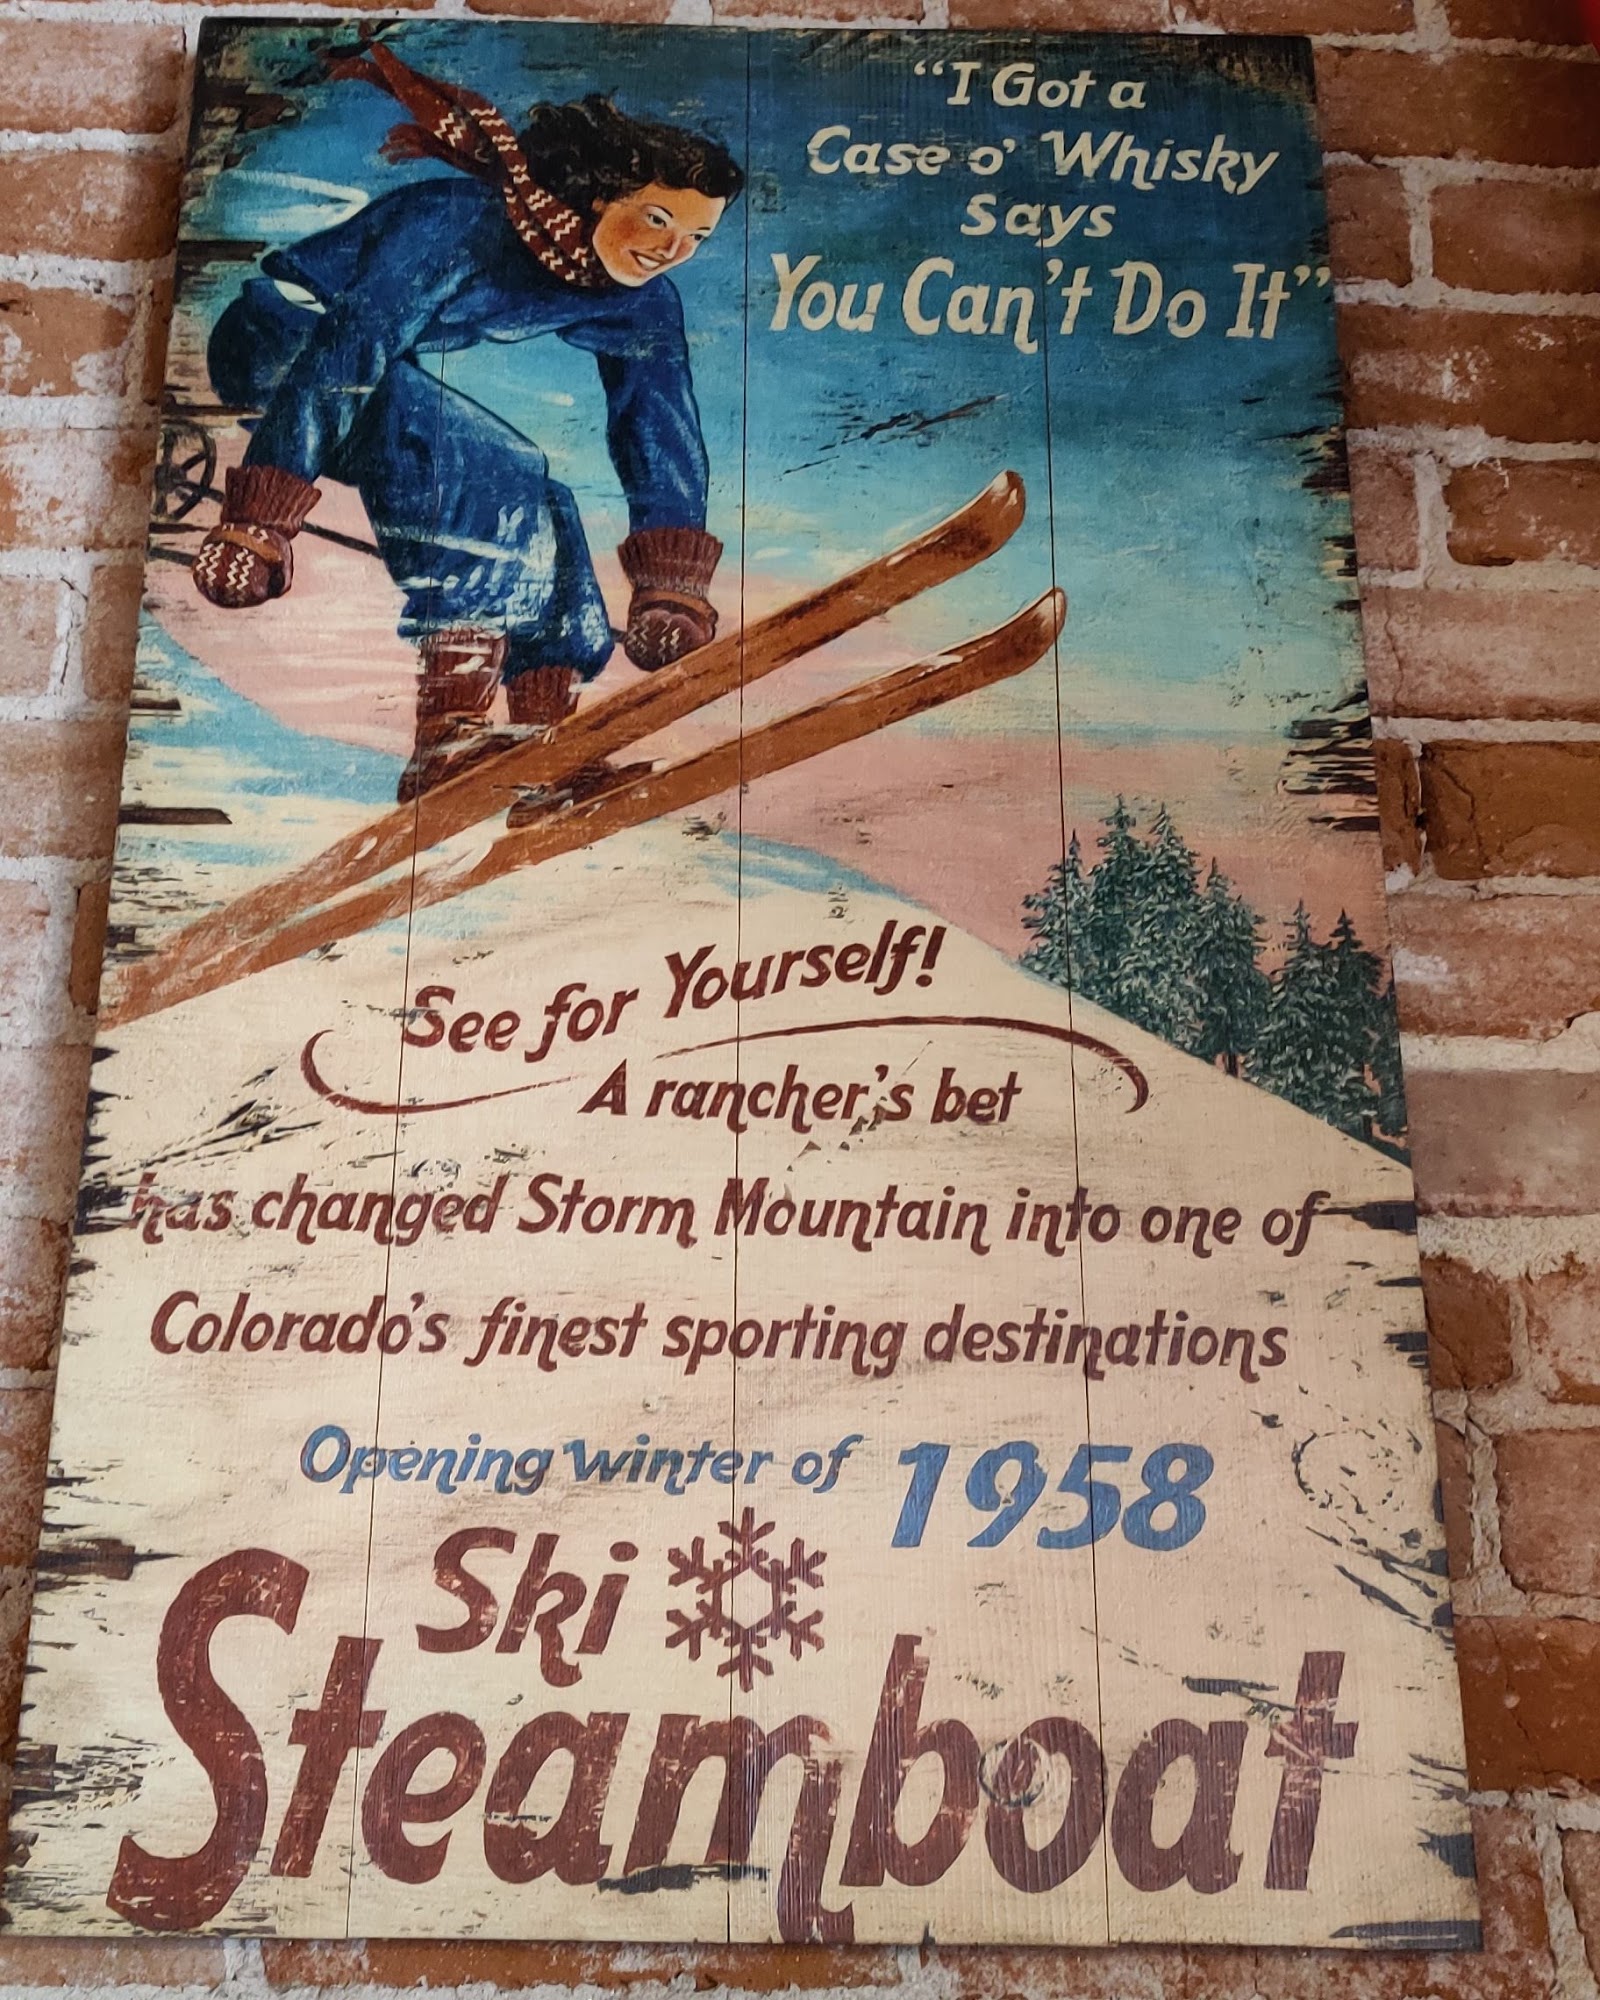 "I Got a
Case o' Whisky
Says
You Can't Do It"
See for Yourself!
A rancher's bet
has changed Storm Mountain into one of
Colorado's finest sporting destinations
Opening winter of 1958
Ski
Steamboat